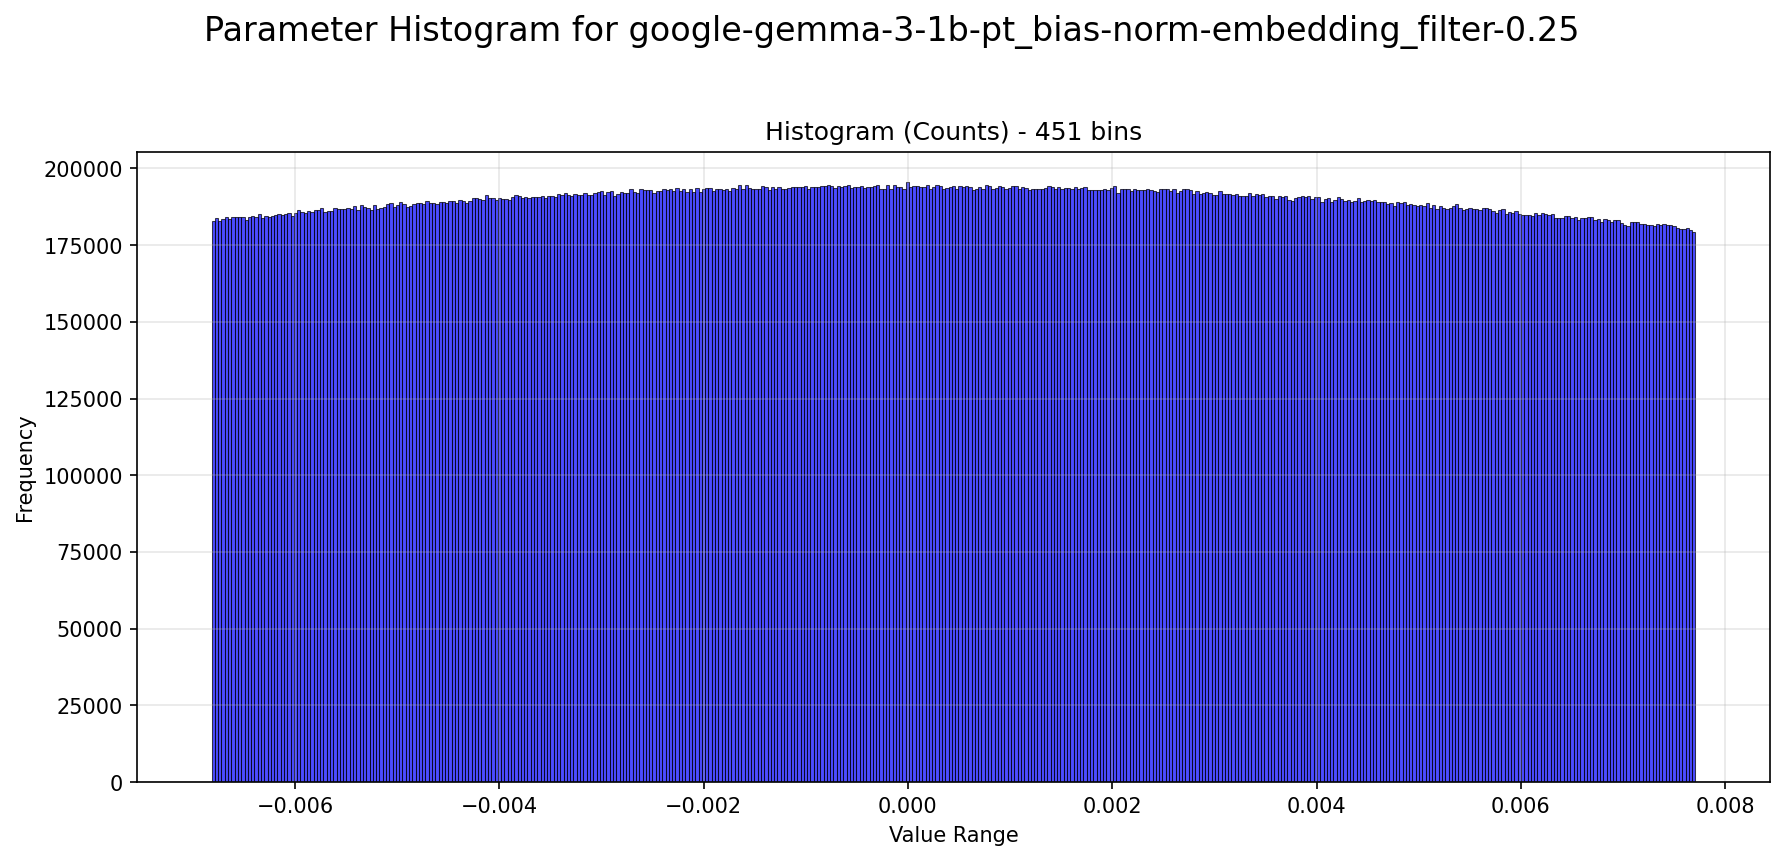 Parameter Histogram for google-gemma-3-1b-pt_bias-norm-embedding_filter-0.25
Histogram (Counts) - 451 bins
200000
175000
150000
125000
100000
75000
50000
25000
0
Frequency
−0.006 −0.004 −0.002 0.000 0.002 0.004 0.006 0.008
Value Range